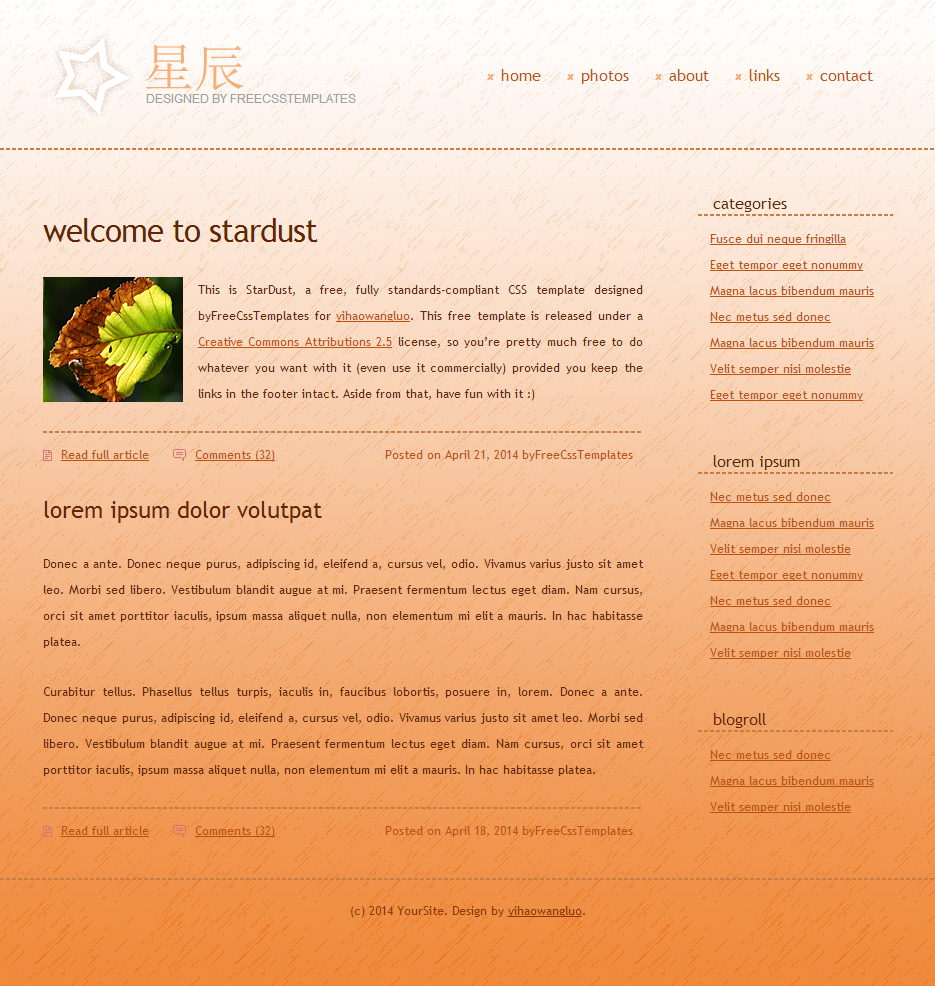 星辰
DESIGNED BY FREECSSTEMPLATES
home photos about links contact
welcome to stardust
This is StarDust, a free, fully standards-compliant CSS template designed
byFreeCssTemplates for yihaowangluo. This free template is released under a
Creative Commons Attributions 2.5 license, so you’re pretty much free to do
whatever you want with it (even use it commercially) provided you keep the
links in the footer intact. Aside from that, have fun with it :)
Read full article Comments (32) Posted on April 21, 2014 byFreeCssTemplates
lorem ipsum dolor volutpat
Donec a ante. Donec neque purus, adipiscing id, eleifend a, cursus vel, odio. Vivamus varius justo sit amet
leo. Morbi sed libero. Vestibulum blandit augue at mi. Praesent fermentum lectus eget diam. Nam cursus,
orci sit amet porttitor iaculis, ipsum massa aliquet nulla, non elementum mi elit a mauris. In hac habitasse
platea.
Curabitur tellus. Phasellus tellus turpis, iaculis in, faucibus lobortis, posuere in, lorem. Donec a ante.
Donec neque purus, adipiscing id, eleifend a, cursus vel, odio. Vivamus varius justo sit amet leo. Morbi sed
libero. Vestibulum blandit augue at mi. Praesent fermentum lectus eget diam. Nam cursus, orci sit amet
porttitor iaculis, ipsum massa aliquet nulla, non elementum mi elit a mauris. In hac habitasse platea.
Read full article Comments (32) Posted on April 18, 2014 byFreeCssTemplates
categories
Fusce dui neque fringilla
Eget tempor eget nonummy
Magna lacus bibendum mauris
Nec metus sed donec
Magna lacus bibendum mauris
Velit semper nisi molestie
Eget tempor eget nonummy
lorem ipsum
Nec metus sed donec
Magna lacus bibendum mauris
Velit semper nisi molestie
Eget tempor eget nonummy
Nec metus sed donec
Magna lacus bibendum mauris
Velit semper nisi molestie
blogroll
Nec metus sed donec
Magna lacus bibendum mauris
Velit semper nisi molestie
(c) 2014 YourSite. Design by yihaowangluo.